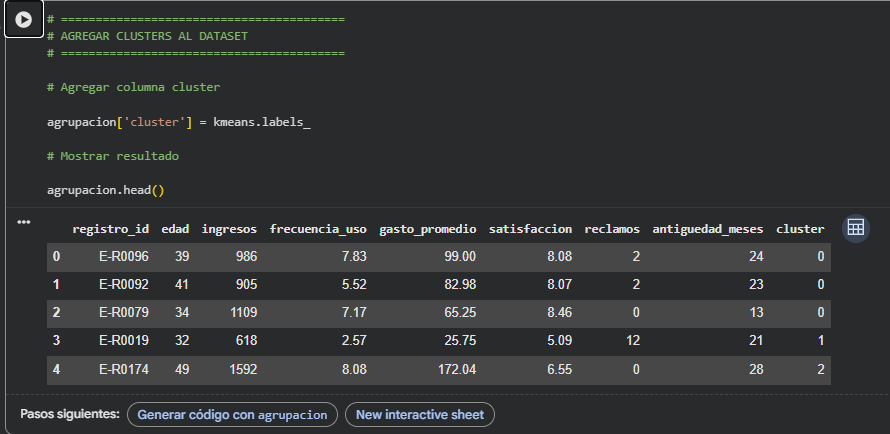 # =========================================
# AGREGAR CLUSTERS AL DATASET
# =========================================
# Agregar columna cluster
agrupacion['cluster'] = kmeans.labels_
# Mostrar resultado
agrupacion.head()
registro_id edad ingresos frecuencia_uso gasto_promedio satisfaccion reclamos antiguedad_meses cluster
0 E-R0096 39 986 7.83 99.00 8.08 2 24 0
1 E-R0092 41 905 5.52 82.98 8.07 2 23 0
2 E-R0079 34 1109 7.17 65.25 8.46 0 13 0
3 E-R0019 32 618 2.57 25.75 5.09 12 21 1
4 E-R0174 49 1592 8.08 172.04 6.55 0 28 2
Pasos siguientes: Generar código con agrupacion New interactive sheet